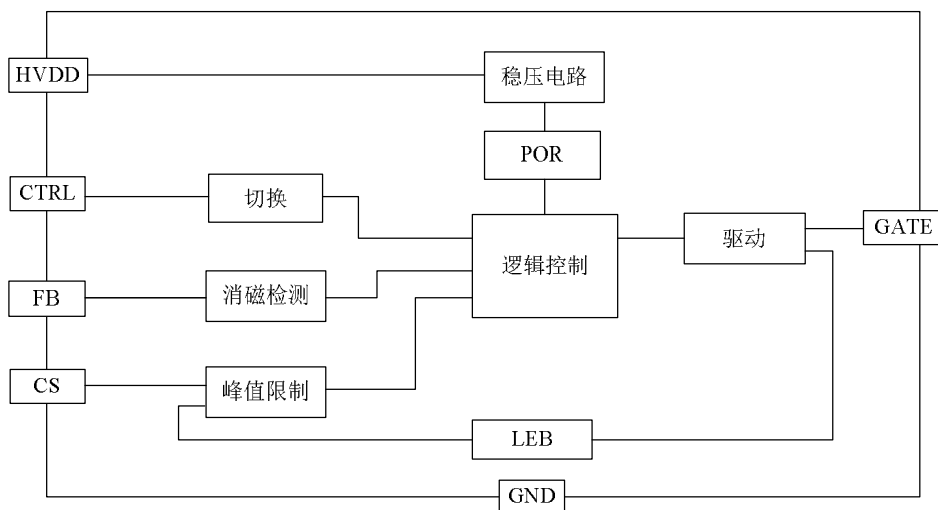 HVDD
稳压电路
POR
CTRL
切换
逻辑控制
驱动
GATE
FB
消磁检测
CS
峰值限制
LEB
GND